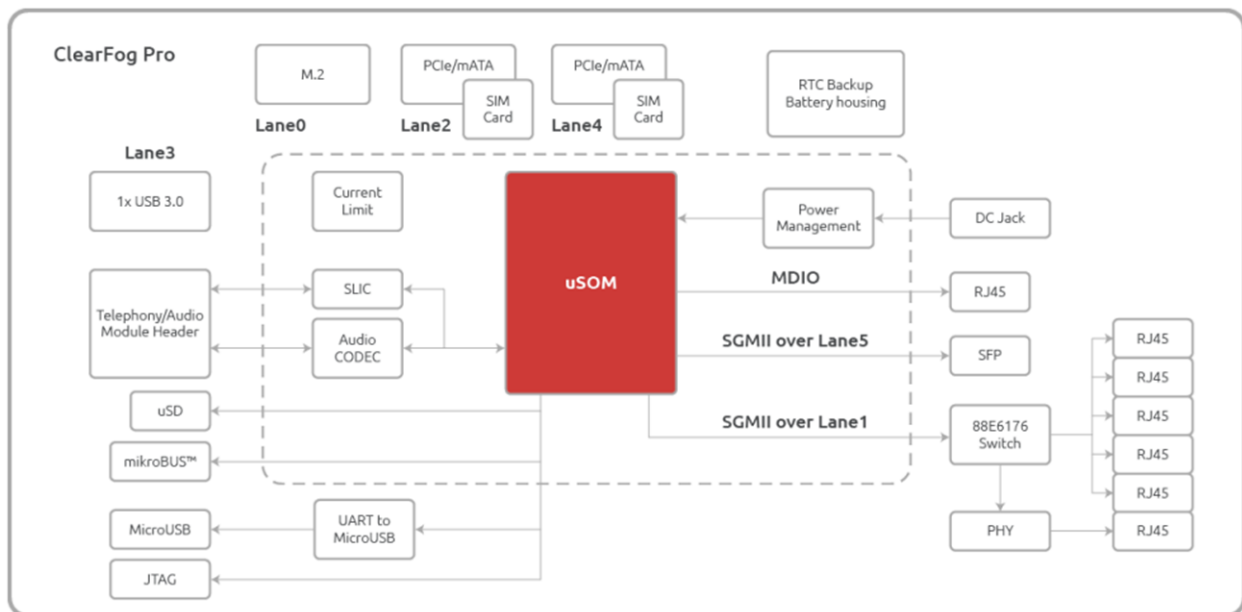 ClearFog Pro
M.2
Lane0
PCIe/mATA
SIM
Card
Lane2
PCIe/mATA
SIM
Card
Lane4
RTC Backup
Battery housing
Lane3
1x USB 3.0
Current
Limit
uSOM
Power
Management
DC Jack
MDIO
RJ45
Telephony/Audio
Module Header
SLIC
Audio
CODEC
SGMII over Lane5
SFP
RJ45
RJ45
RJ45
RJ45
RJ45
RJ45
uSD
SGMII over Lane1
88E6176
Switch
mikroBUS™
MicroUSB
UART to
MicroUSB
PHY
JTAG